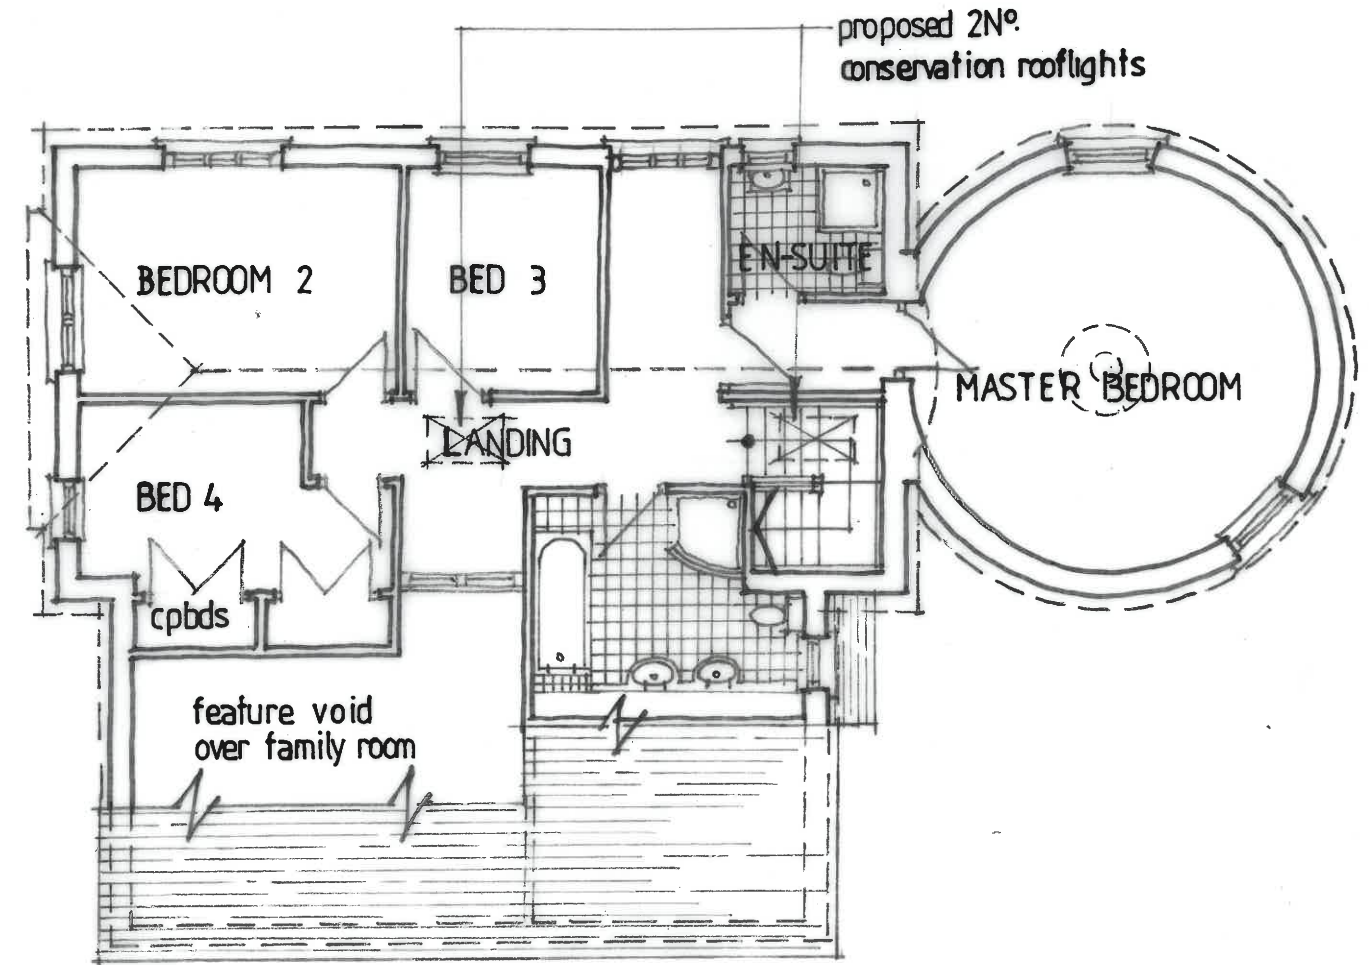 proposed 2Nº.
conservation rooflights
BEDROOM 2
BED 3
EN-SUITE
MASTER BEDROOM
LANDING
BED 4
cpbds
feature void
over family room